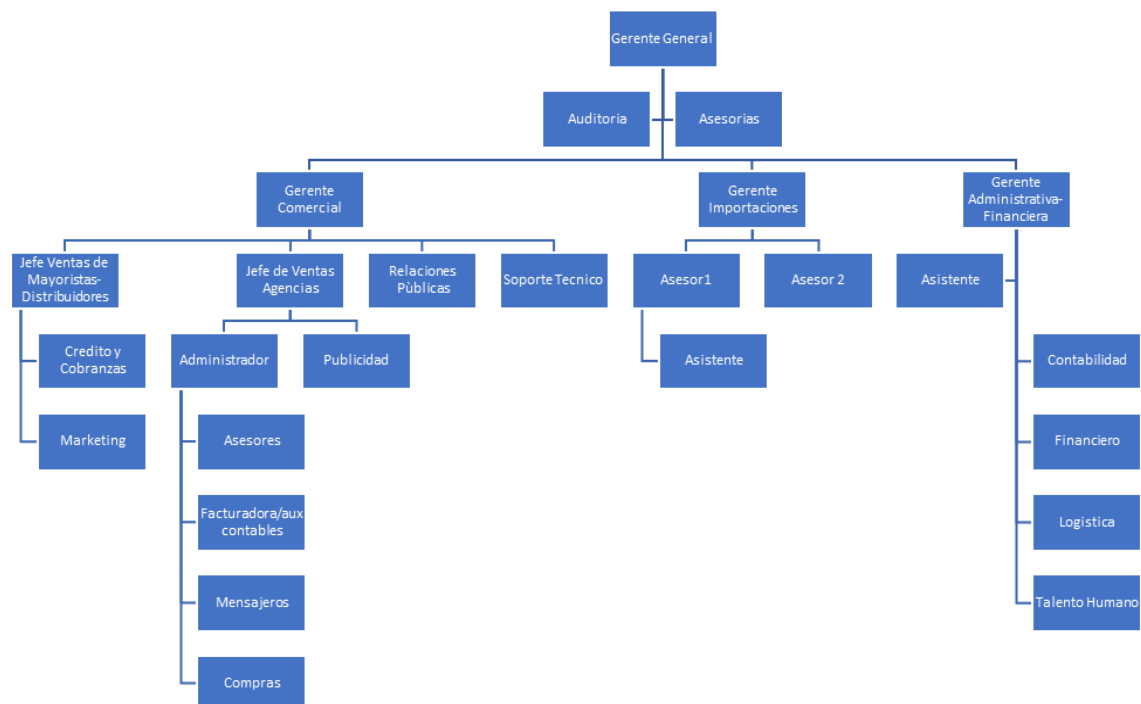 Gerente General
Auditoria
Asesorias
Gerente
Comercial
Gerente
Importaciones
Gerente
Administrativa-
Financiera
Jefe Ventas de
Mayoristas-
Distribuidores
Jefe de Ventas
Agencias
Relaciones
Pùblicas
Soporte Tecnico
Asesor1
Asesor 2
Asistente
Credito y
Cobranzas
Administrador
Publicidad
Asistente
Contabilidad
Marketing
Asesores
Financiero
Facturadora/aux
contables
Logistica
Mensajeros
Talento Humano
Compras